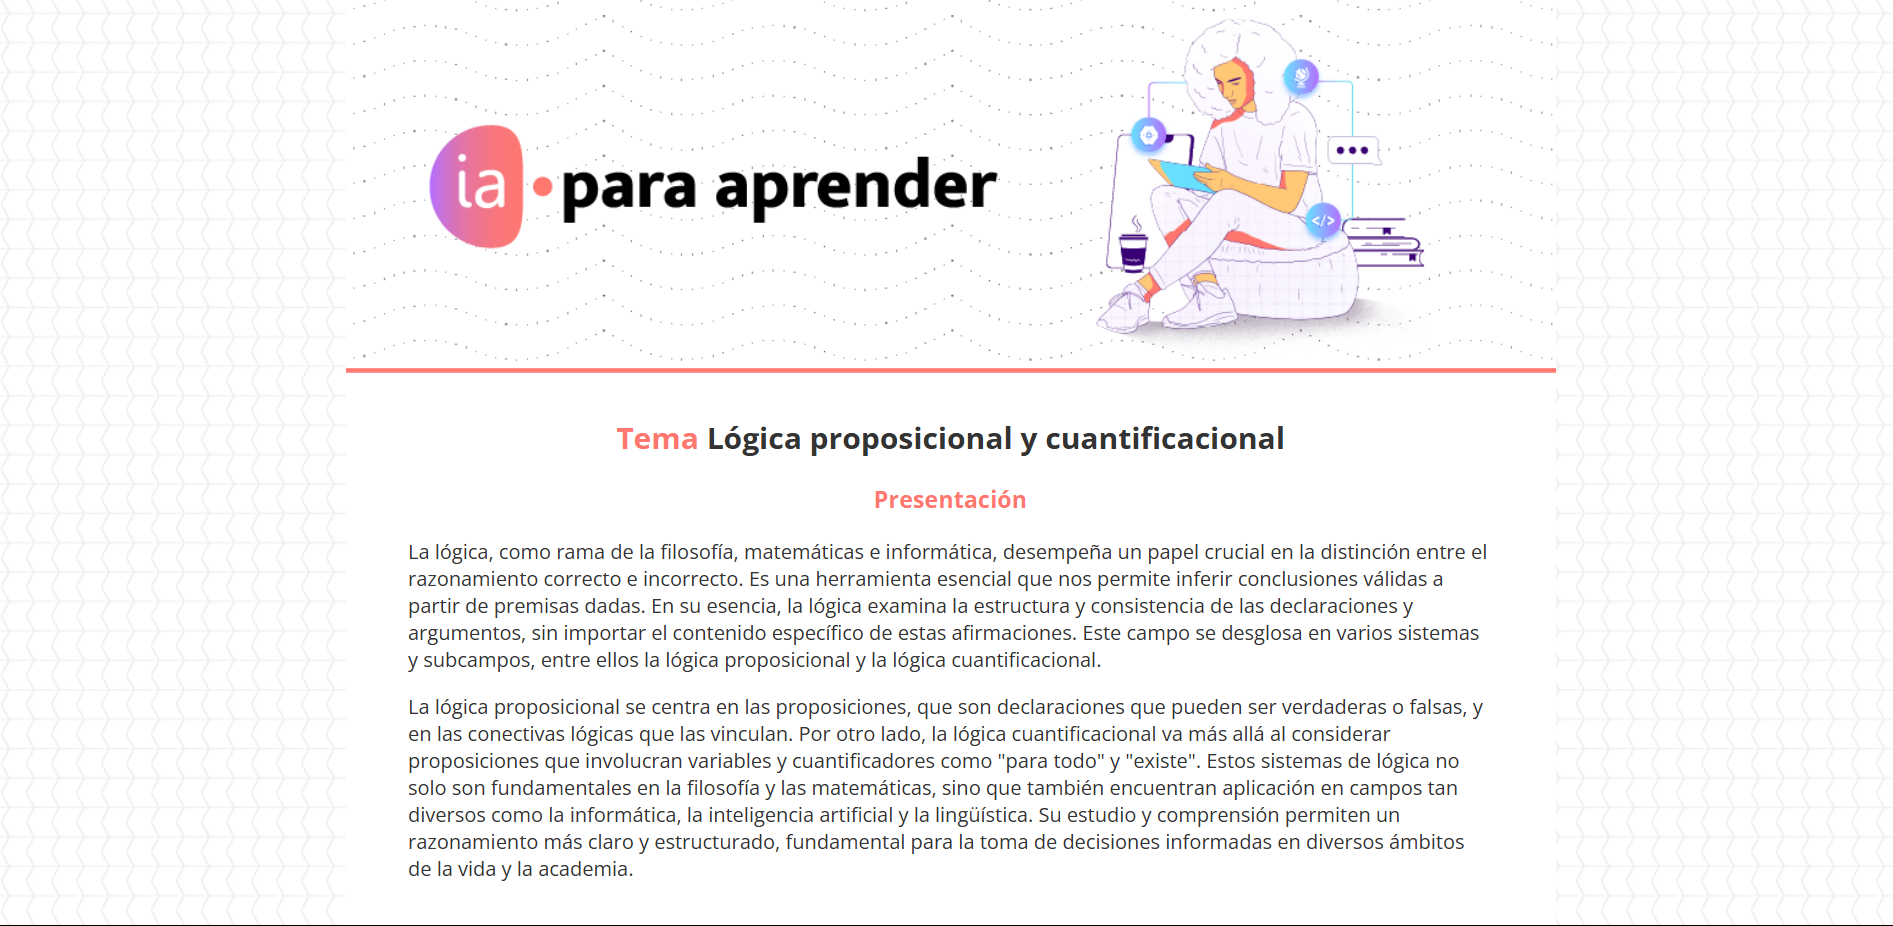 ia para aprender
</>
Tema Lógica proposicional y cuantificacional
Presentación
La lógica, como rama de la filosofía, matemáticas e informática, desempeña un papel crucial en la distinción entre el
razonamiento correcto e incorrecto. Es una herramienta esencial que nos permite inferir conclusiones válidas a
partir de premisas dadas. En su esencia, la lógica examina la estructura y consistencia de las declaraciones y
argumentos, sin importar el contenido específico de estas afirmaciones. Este campo se desglosa en varios sistemas
y subcampos, entre ellos la lógica proposicional y la lógica cuantificacional.
La lógica proposicional se centra en las proposiciones, que son declaraciones que pueden ser verdaderas o falsas, y
en las conectivas lógicas que las vinculan. Por otro lado, la lógica cuantificacional va más allá al considerar
proposiciones que involucran variables y cuantificadores como "para todo" y "existe". Estos sistemas de lógica no
solo son fundamentales en la filosofía y las matemáticas, sino que también encuentran aplicación en campos tan
diversos como la informática, la inteligencia artificial y la lingüística. Su estudio y comprensión permiten un
razonamiento más claro y estructurado, fundamental para la toma de decisiones informadas en diversos ámbitos
de la vida y la academia.